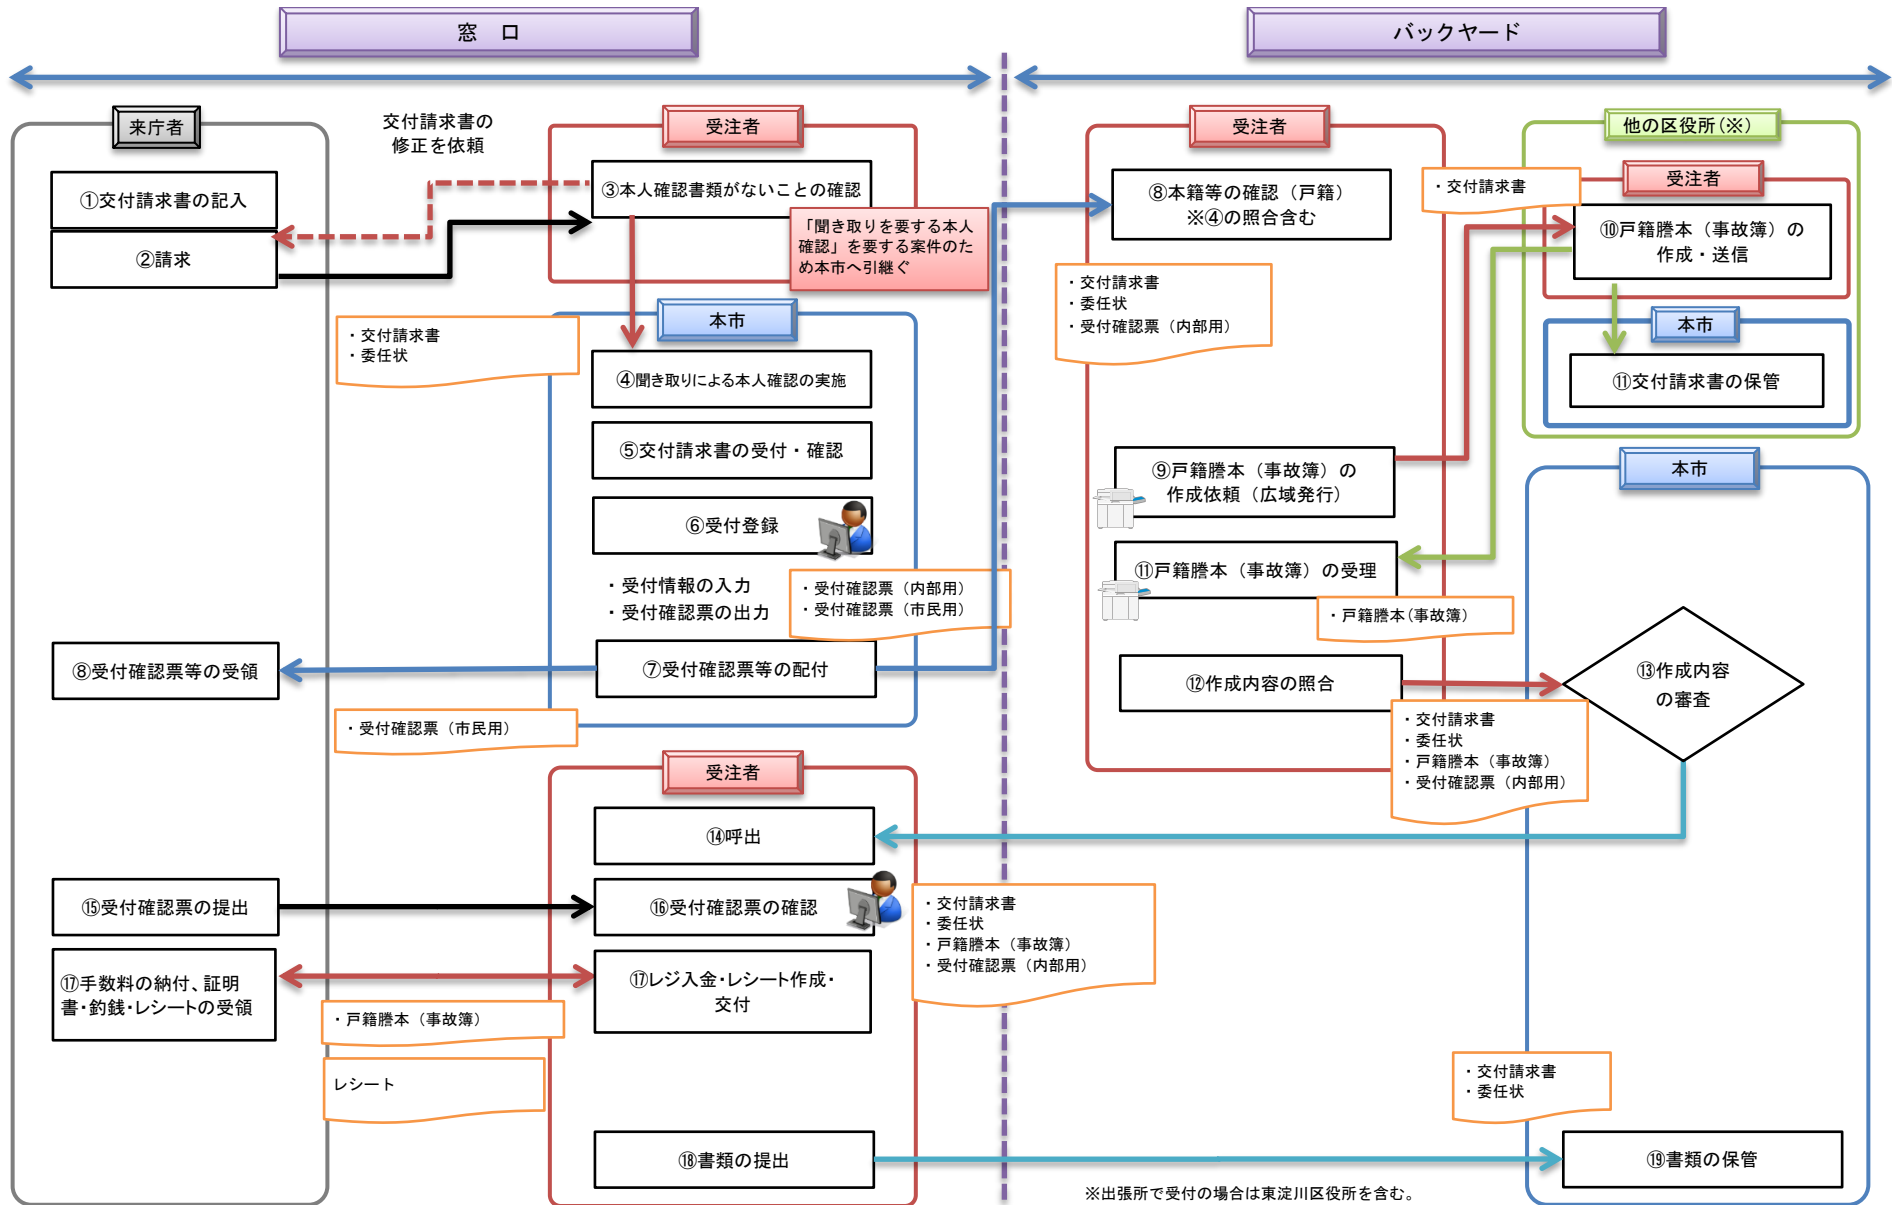 窓　口
バックヤード
来庁者
交付請求書の
修正を依頼
受注者
①交付請求書の記入
②請求
③本人確認書類がないことの確認
「聞き取りを要する本人
確認」を要する案件のた
め本市へ引継ぐ
・交付請求書
・委任状
本市
④聞き取りによる本人確認の実施
⑤交付請求書の受付・確認
⑥受付登録
・受付情報の入力
・受付確認票の出力
・受付確認票（内部用）
・受付確認票（市民用）
⑦受付確認票等の配付
⑧受付確認票等の受領
・受付確認票（市民用）
受注者
⑧本籍等の確認（戸籍）
※④の照合含む
・交付請求書
・委任状
・受付確認票（内部用）
⑨戸籍謄本（事故簿）の
作成依頼（広域発行）
・交付請求書
他の区役所(※)
受注者
⑩戸籍謄本（事故簿）の
作成・送信
本市
⑪交付請求書の保管
⑪戸籍謄本（事故簿）の受理
・戸籍謄本(事故簿)
⑫作成内容の照合
・交付請求書
・委任状
・戸籍謄本（事故簿）
・受付確認票（内部用）
本市
⑬作成内容
の審査
受注者
⑭呼出
⑮受付確認票の提出
⑯受付確認票の確認
・交付請求書
・委任状
・戸籍謄本（事故簿）
・受付確認票（内部用）
⑰手数料の納付、証明
書・釣銭・レシートの受領
⑰レジ入金・レシート作成・
交付
・戸籍謄本（事故簿）
レシート
⑱書類の提出
・交付請求書
・委任状
⑲書類の保管
※出張所で受付の場合は東淀川区役所を含む。